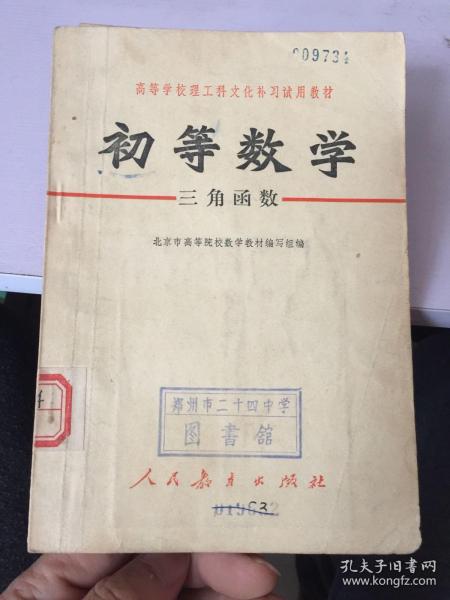 009734
高等学校理工科文化补习试用教材
初等数学
三角函数
北京市高等院校数学教材编写组编
郑州市二十四中学
图書舘
人民教育出版社
孔夫子旧书网
www.kongfz.com